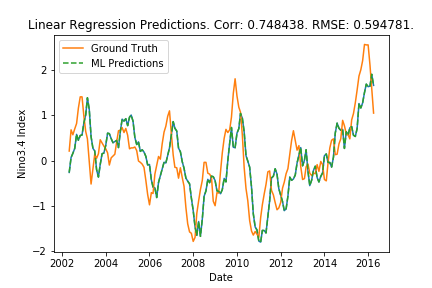 Linear Regression Predictions. Corr: 0.748438. RMSE: 0.594781.
Ground Truth
ML Predictions
2
1
0
−1
−2
Nino3.4 Index
2002 2004 2006 2008 2010 2012 2014 2016
Date